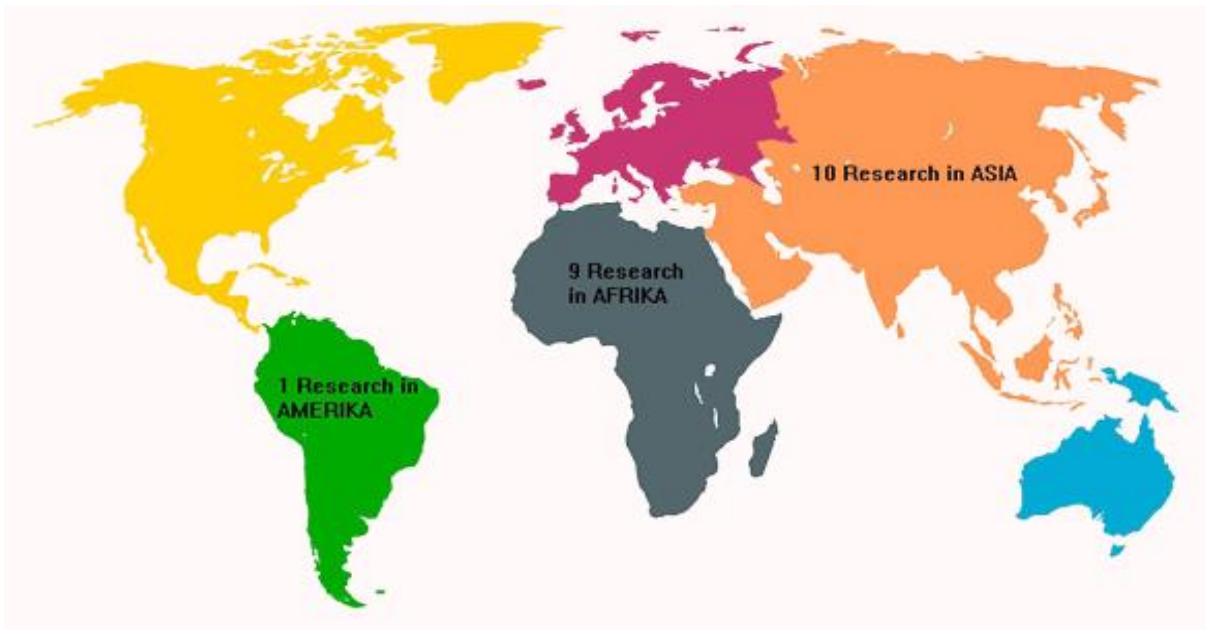 10 Research in ASIA
9 Research
in AFRIKA
1 Research in
AMERIKA